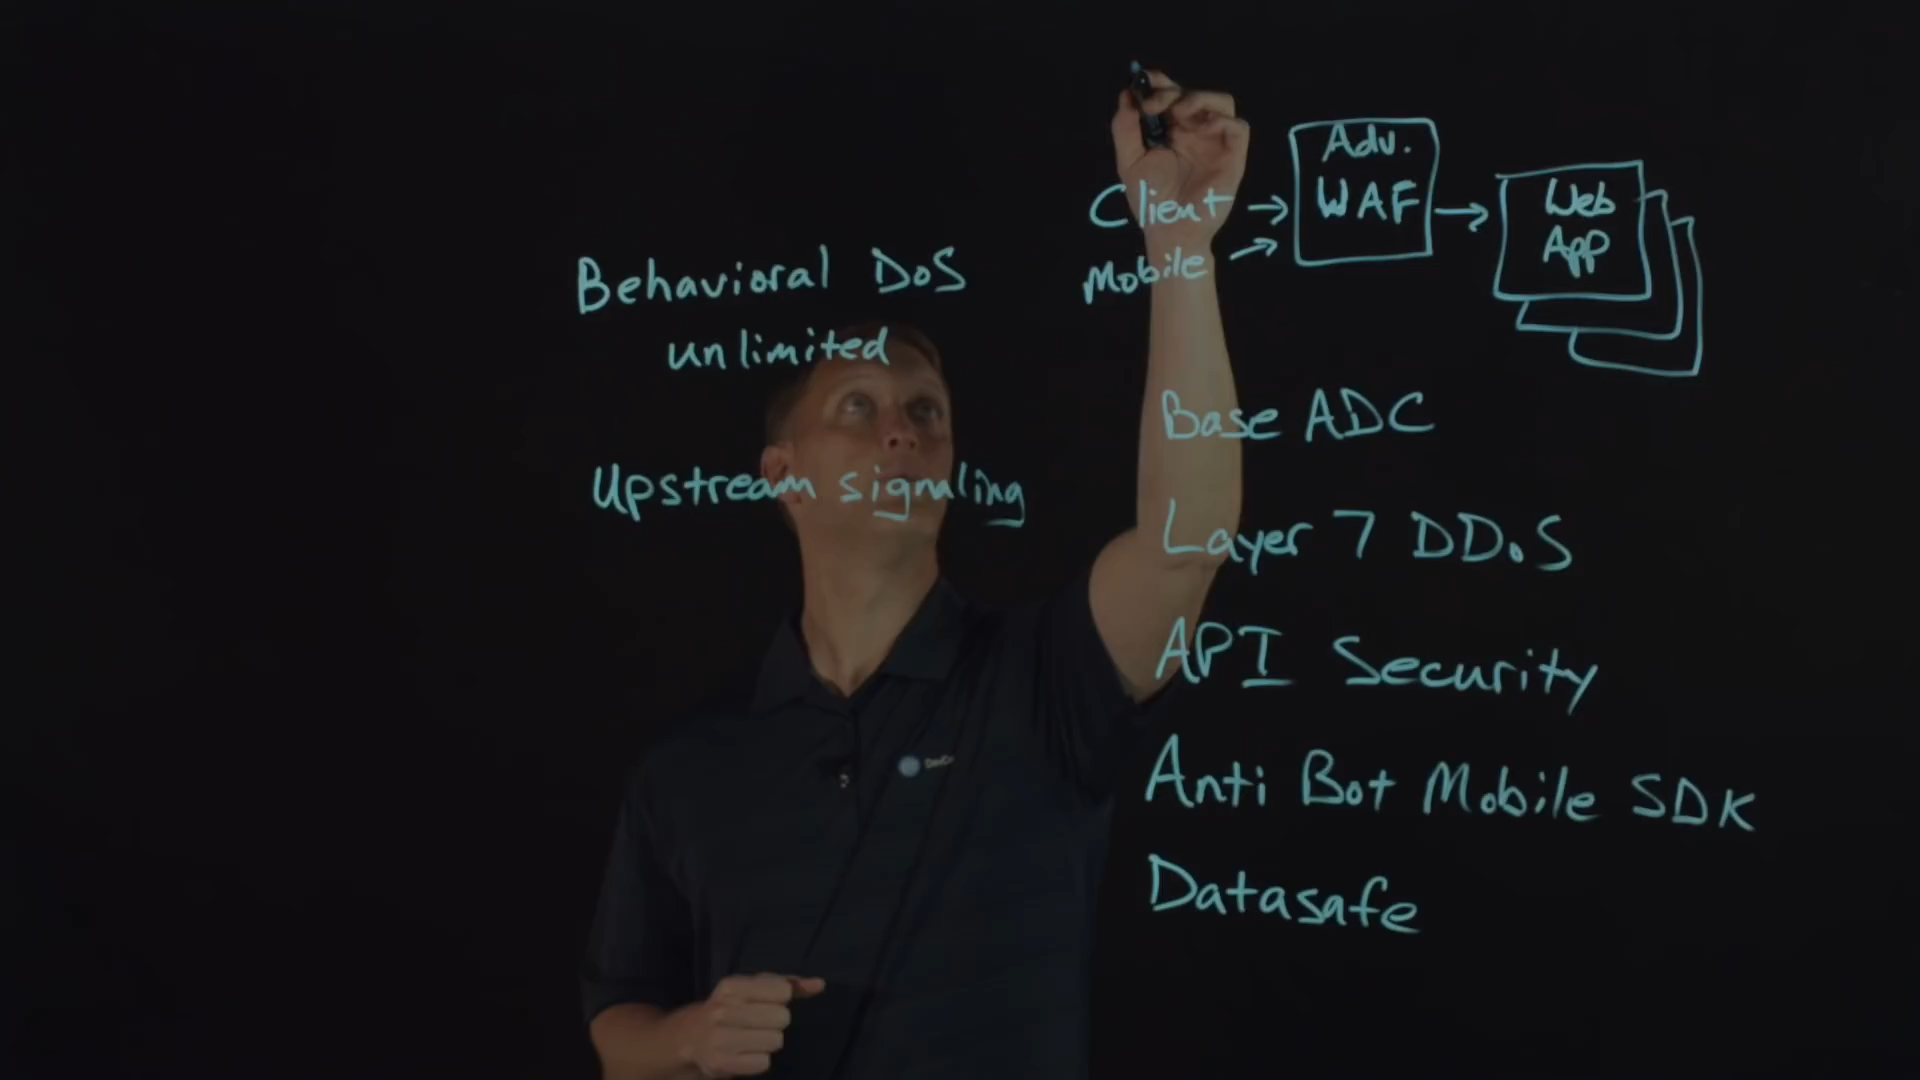 Behavioral DoS
unlimited
Upstream signaling
Client
Mobile
Adv.
WAF
Web
App
Base ADC
Layer 7 DDoS
API Security
Anti Bot Mobile SDK
Datasafe